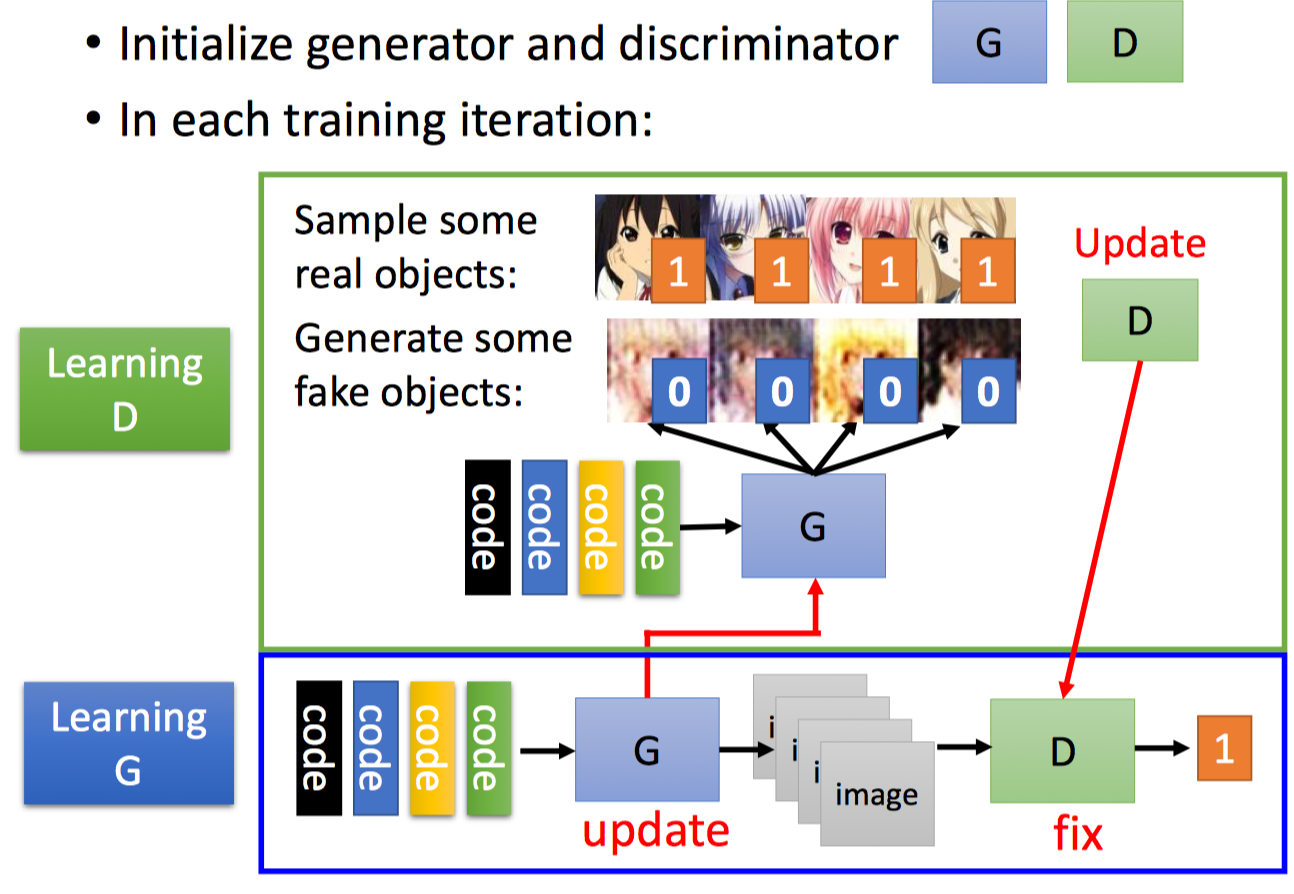 • Initialize generator and discriminator G D
• In each training iteration:
Sample some
real objects:
1 1 1 1
Update
D
Generate some
fake objects:
0 0 0 0
Learning
D
code code code code
G
Learning
G
code code code code
G
i
i
i
image
D
1
update
fix